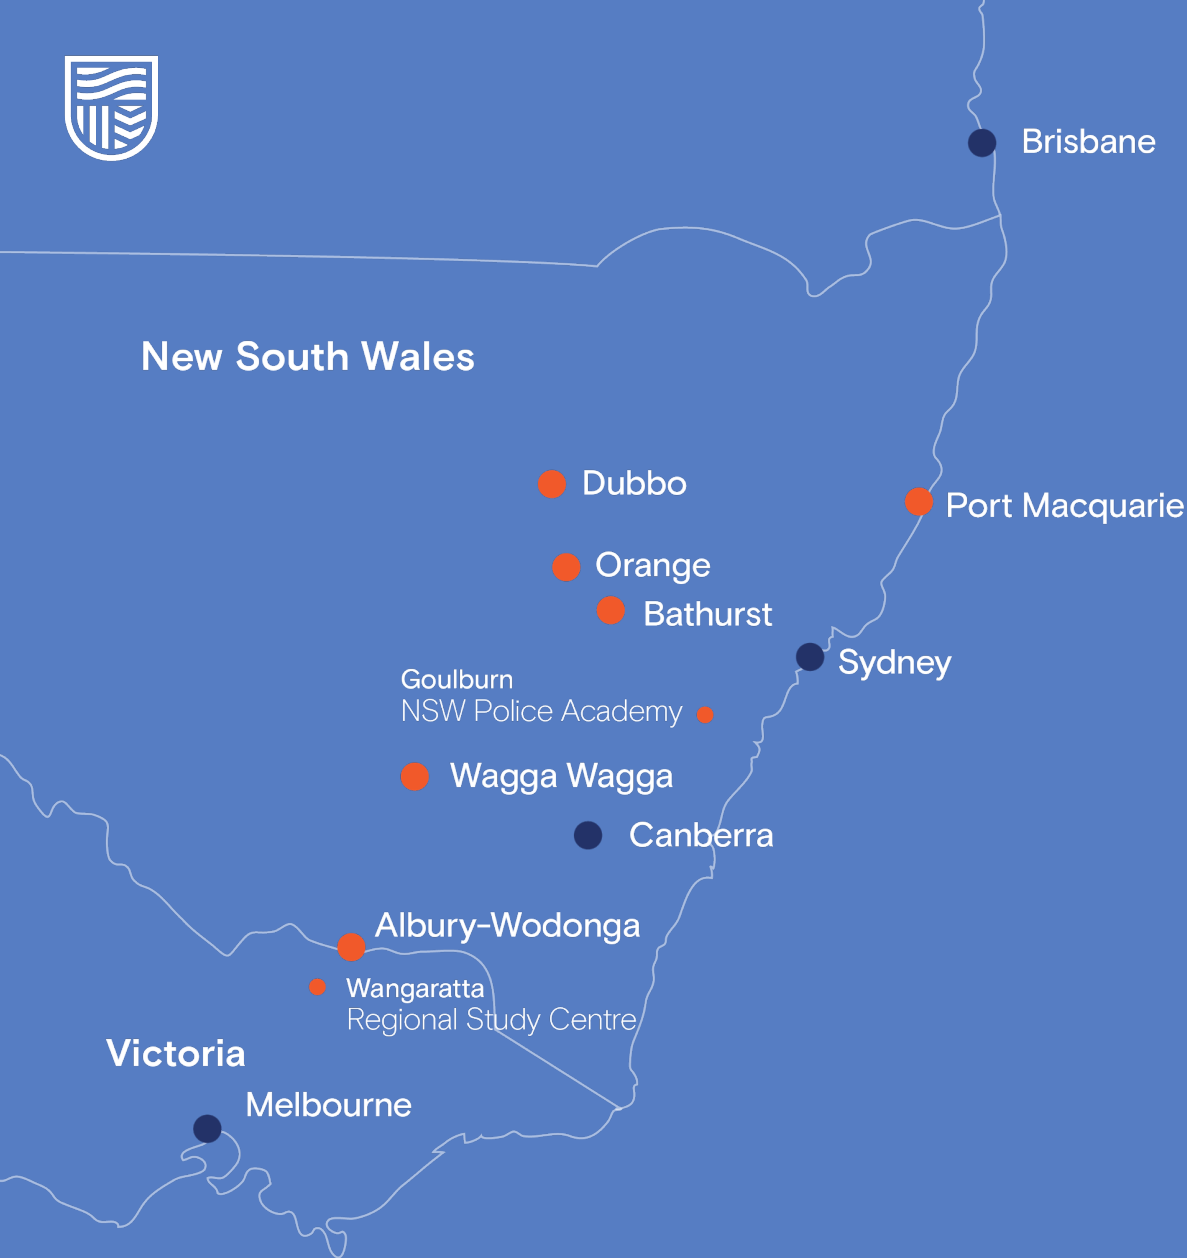 Brisbane
New South Wales
Dubbo
Port Macquarie
Orange
Bathurst
Sydney
Goulburn
NSW Police Academy
Wagga Wagga
Canberra
Albury-Wodonga
Wangaratta
Regional Study Centre
Victoria
Melbourne